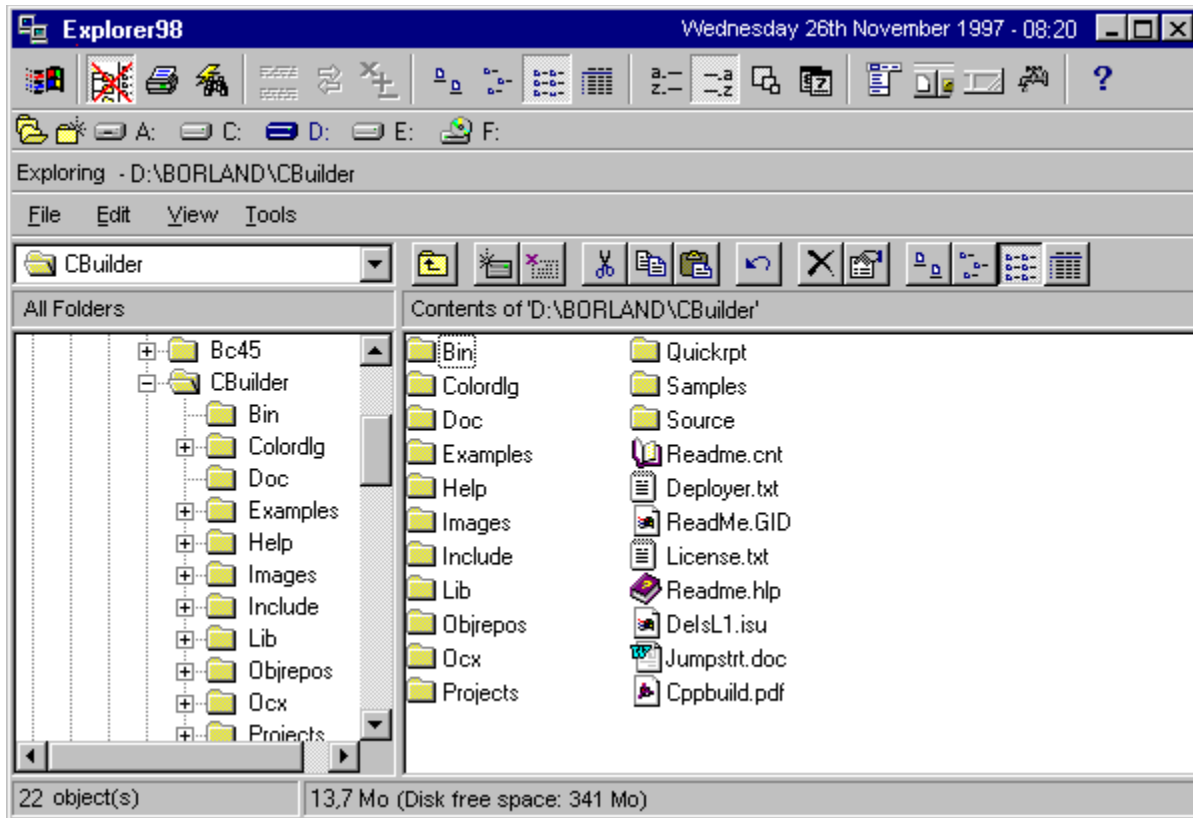 Explorer98 Wednesday 26th November 1997 - 08:20
A: C: D: E: F:
Exploring - D:\BORLAND\CBuilder
File Edit View Tools
CBuilder
All Folders
Contents of 'D:\BORLAND\CBuilder'
Bc45
CBuilder
Bin
Colordlg
Doc
Examples
Help
Images
Include
Lib
Objrepos
Ocx
Projects
Bin
Colordlg
Doc
Examples
Help
Images
Include
Lib
Objrepos
Ocx
Projects
Quickrpt
Samples
Source
Readme.cnt
Deployer.txt
ReadMe.GID
License.txt
Readme.hlp
DelsL1.isu
Jumpstrt.doc
Cppbuild.pdf
22 object(s)
13,7 Mo (Disk free space: 341 Mo)